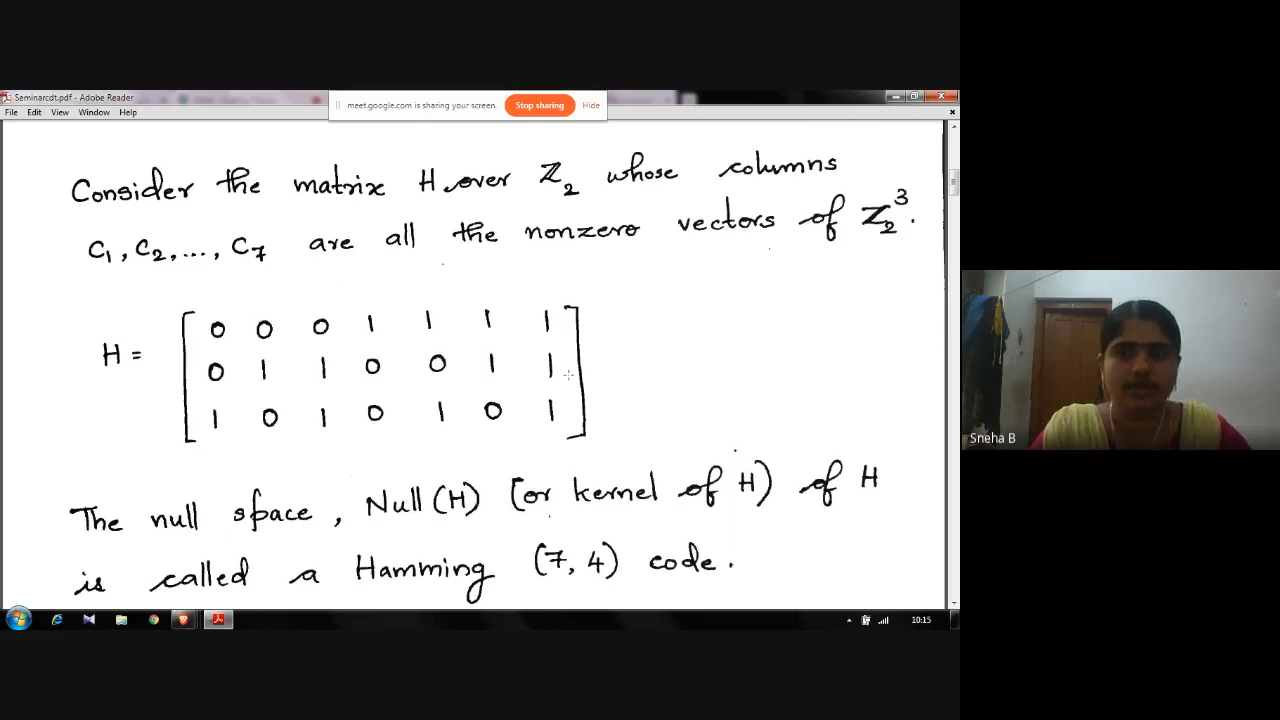 Seminarcdt.pdf - Adobe Reader
meet.google.com is sharing your screen. Stop sharing Hide
File Edit View Window Help
Consider the matrix H over ℤ₂ whose columns
C₁, C₂, ..., C₇ are all the nonzero vectors of ℤ₂³.
H =
0 0 0 1 1 1 1
0 1 1 0 0 1 1
1 0 1 0 1 0 1
The null space, Null (H) (or kernel of H) of H
is called a Hamming (7, 4) code.
Sneha B
10:15